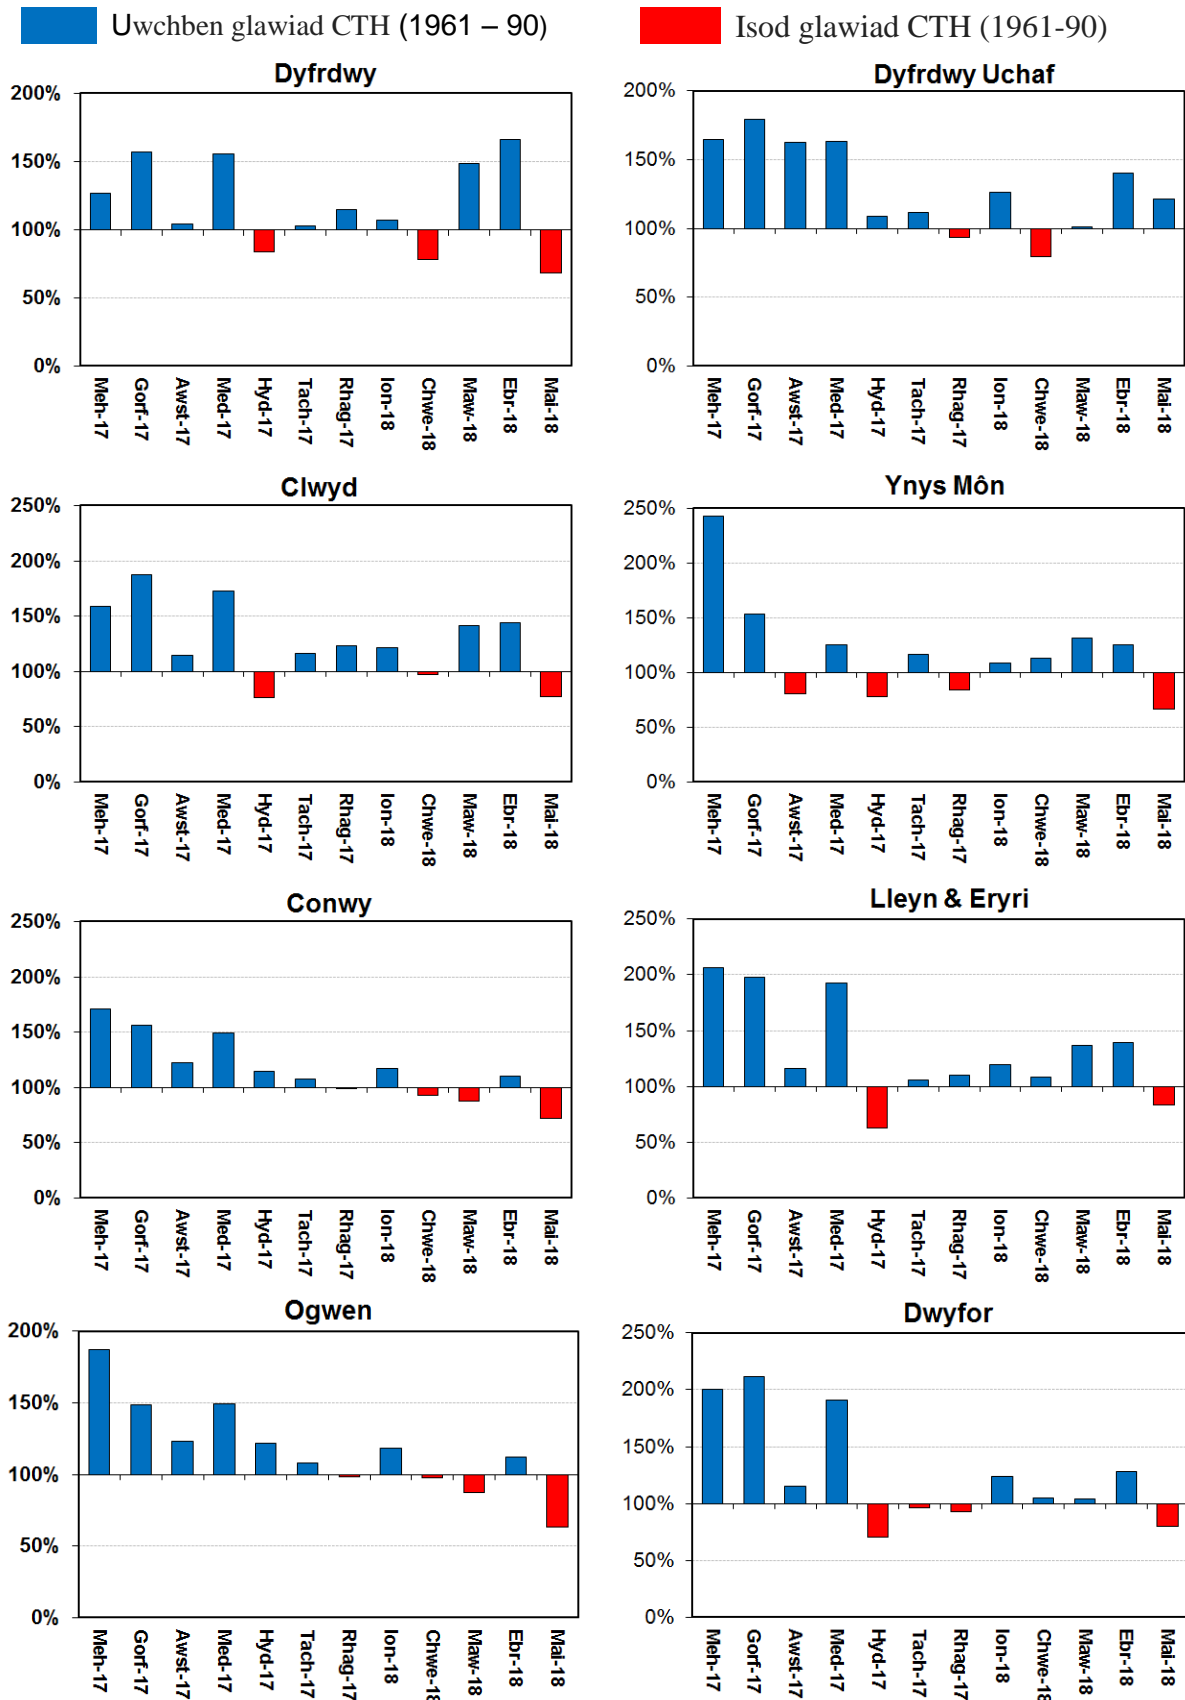 Uwchben glawiad CTH (1961 – 90)
Isod glawiad CTH (1961-90)
Dyfrdwy
200%
150%
100%
50%
0%
Meh-17
Gorf-17
Awst-17
Med-17
Hyd-17
Tach-17
Rhag-17
Ion-18
Chwe-18
Maw-18
Ebr-18
Mai-18
Dyfrdwy Uchaf
200%
150%
100%
50%
0%
Meh-17
Gorf-17
Awst-17
Med-17
Hyd-17
Tach-17
Rhag-17
Ion-18
Chwe-18
Maw-18
Ebr-18
Mai-18
Clwyd
250%
200%
150%
100%
50%
0%
Meh-17
Gorf-17
Awst-17
Med-17
Hyd-17
Tach-17
Rhag-17
Ion-18
Chwe-18
Maw-18
Ebr-18
Mai-18
Ynys Môn
250%
200%
150%
100%
50%
0%
Meh-17
Gorf-17
Awst-17
Med-17
Hyd-17
Tach-17
Rhag-17
Ion-18
Chwe-18
Maw-18
Ebr-18
Mai-18
Conwy
250%
200%
150%
100%
50%
0%
Meh-17
Gorf-17
Awst-17
Med-17
Hyd-17
Tach-17
Rhag-17
Ion-18
Chwe-18
Maw-18
Ebr-18
Mai-18
Lleyn & Eryri
250%
200%
150%
100%
50%
0%
Meh-17
Gorf-17
Awst-17
Med-17
Hyd-17
Tach-17
Rhag-17
Ion-18
Chwe-18
Maw-18
Ebr-18
Mai-18
Ogwen
200%
150%
100%
50%
0%
Meh-17
Gorf-17
Awst-17
Med-17
Hyd-17
Tach-17
Rhag-17
Ion-18
Chwe-18
Maw-18
Ebr-18
Mai-18
Dwyfor
250%
200%
150%
100%
50%
0%
Meh-17
Gorf-17
Awst-17
Med-17
Hyd-17
Tach-17
Rhag-17
Ion-18
Chwe-18
Maw-18
Ebr-18
Mai-18